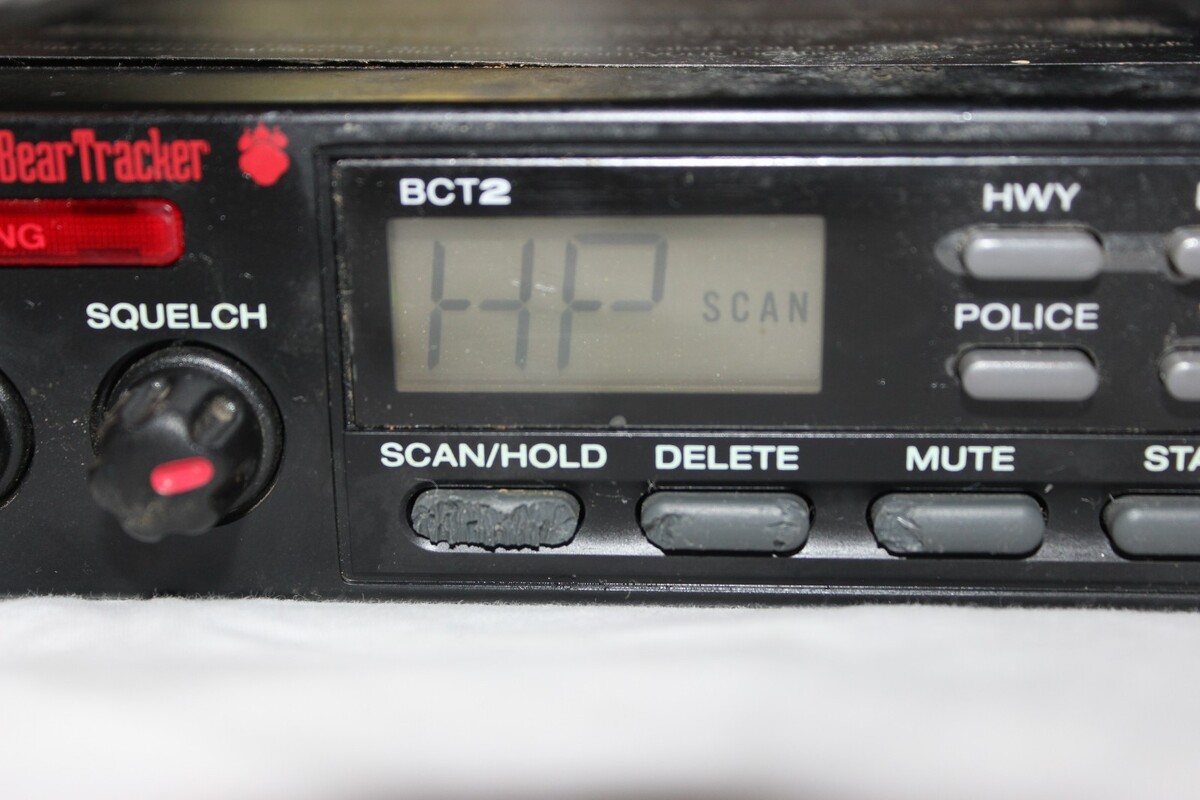 BearTracker
BCT2
HWY
NG
HP SCAN
SQUELCH
POLICE
SCAN/HOLD DELETE MUTE STA